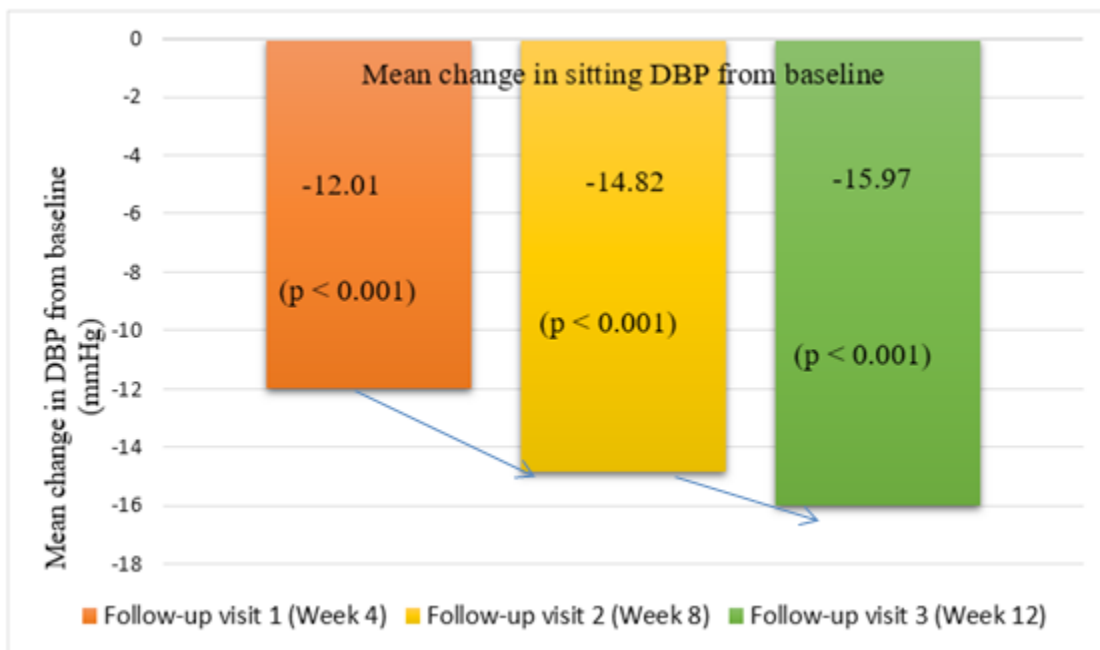 Mean change in sitting DBP from baseline
Mean change in DBP from baseline
(mmHg)
0
-2
-4
-6
-8
-10
-12
-14
-16
-18
-12.01
(p < 0.001)
-14.82
(p < 0.001)
-15.97
(p < 0.001)
Follow-up visit 1 (Week 4) Follow-up visit 2 (Week 8) Follow-up visit 3 (Week 12)